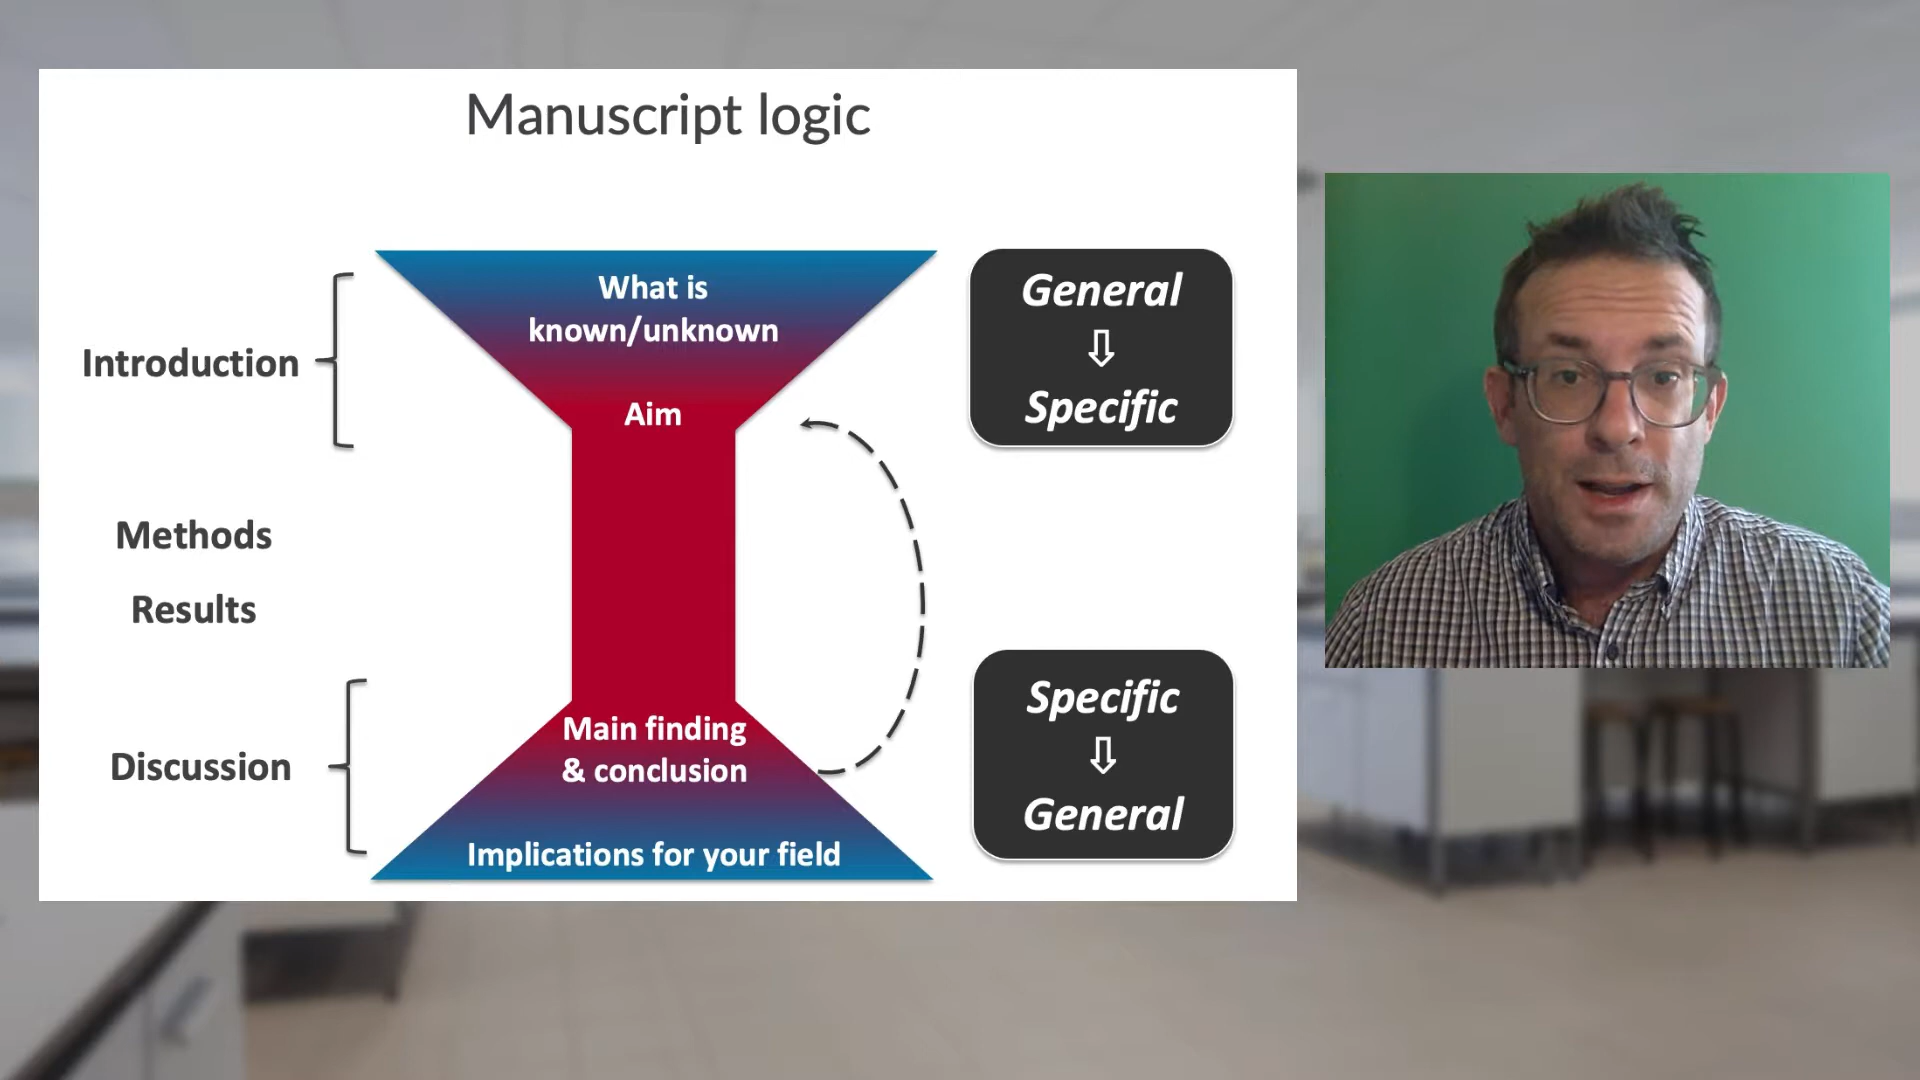 Manuscript logic
Introduction
What is
known/unknown
Aim
General
⇩
Specific
Methods
Results
Discussion
Main finding
& conclusion
Implications for your field
Specific
⇩
General